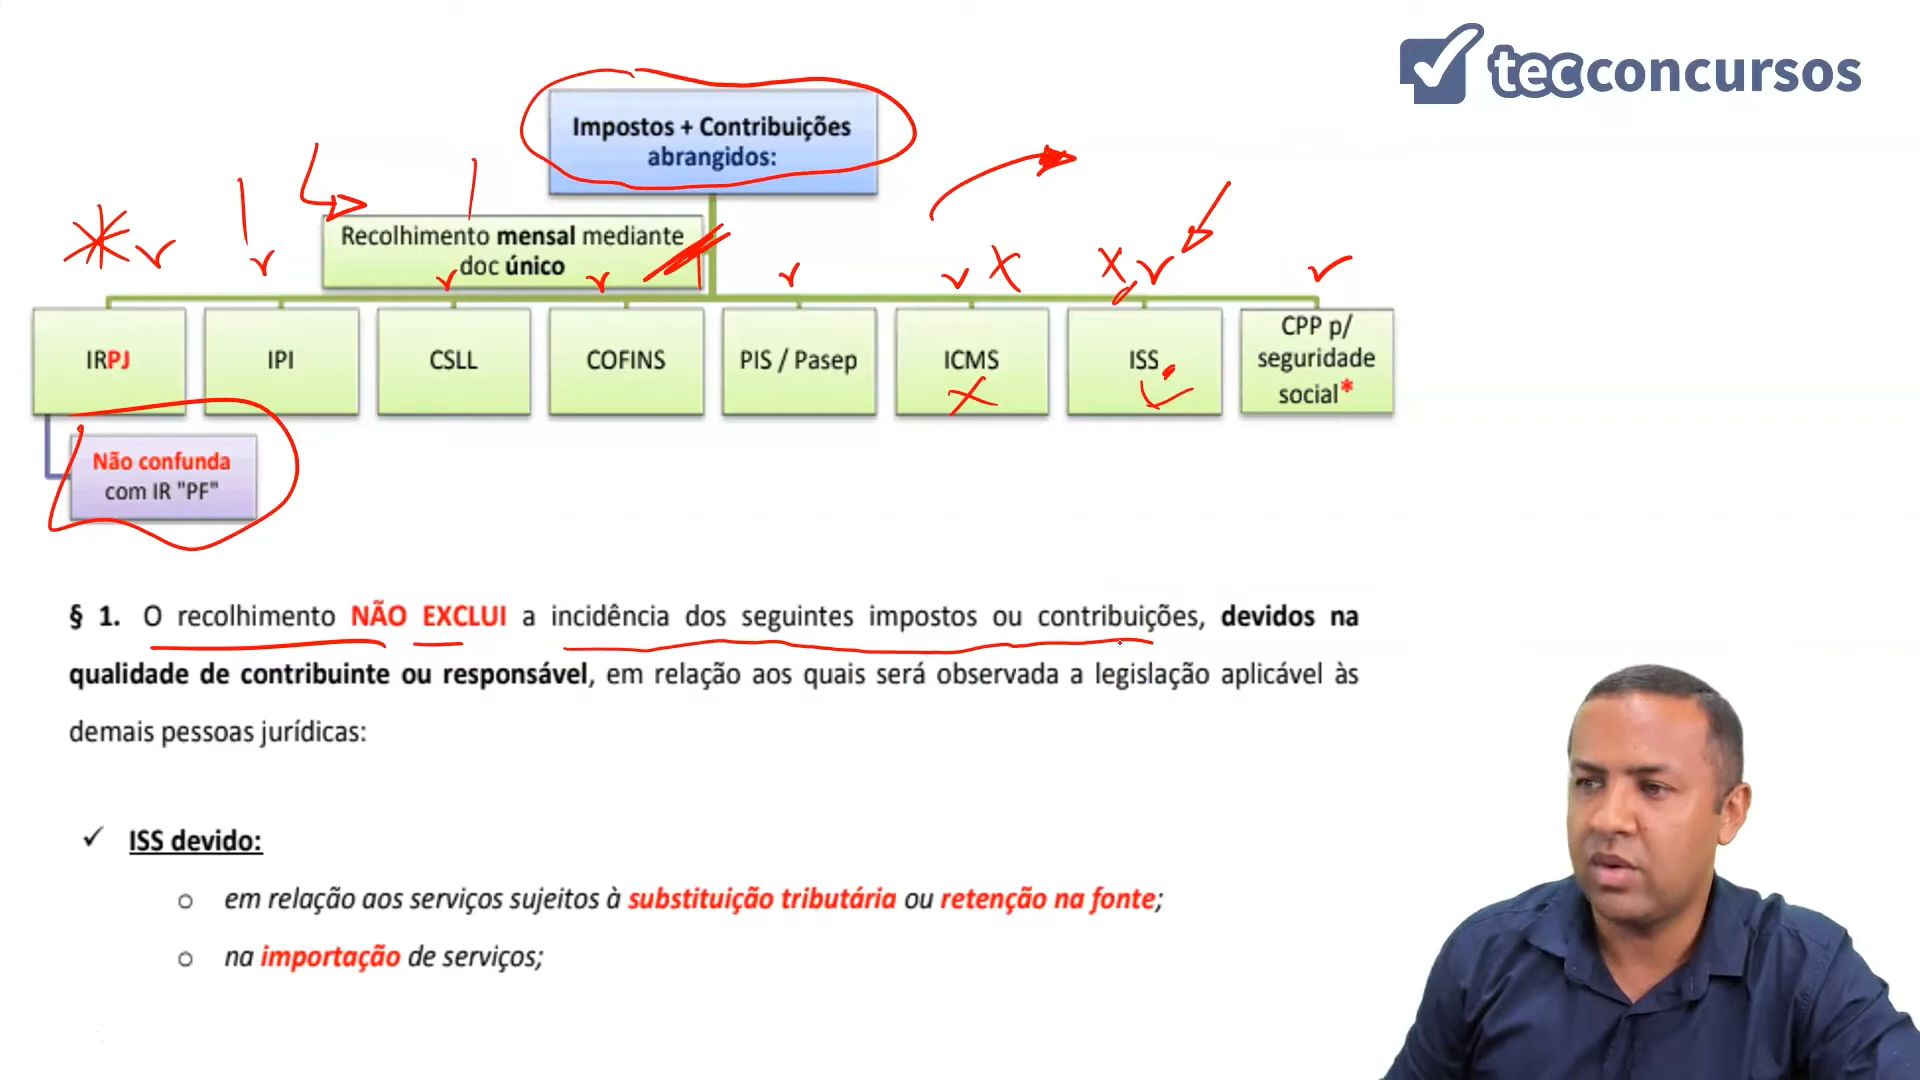 tecconcursos
Impostos + Contribuições
abrangidos:
Recolhimento mensal mediante
doc único
IRPJ
IPI
CSLL
COFINS
PIS / Pasep
ICMS
ISS
CPP p/
seguridade
social*
Não confunda
com IR "PF"
§ 1. O recolhimento NÃO EXCLUI a incidência dos seguintes impostos ou contribuições, devidos na
qualidade de contribuinte ou responsável, em relação aos quais será observada a legislação aplicável às
demais pessoas jurídicas:
✓ ISS devido:
o em relação aos serviços sujeitos à substituição tributária ou retenção na fonte;
o na importação de serviços;